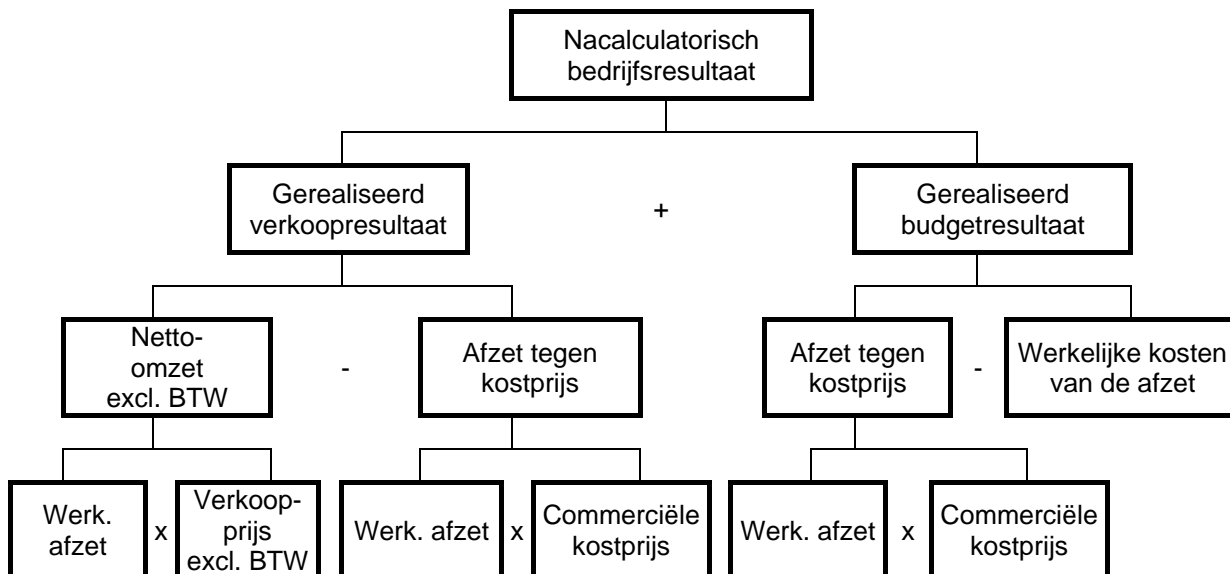 Nacalculatorisch
bedrijfsresultaat
Gerealiseerd
verkoopresultaat
+
Gerealiseerd
budgetresultaat
Netto-
omzet
excl. BTW
-
Afzet tegen
kostprijs
Afzet tegen
kostprijs
-
Werkelijke kosten
van de afzet
Werk.
afzet
x
Verkoop-
prijs
excl. BTW
Werk. afzet
x
Commerciële
kostprijs
Werk. afzet
x
Commerciële
kostprijs